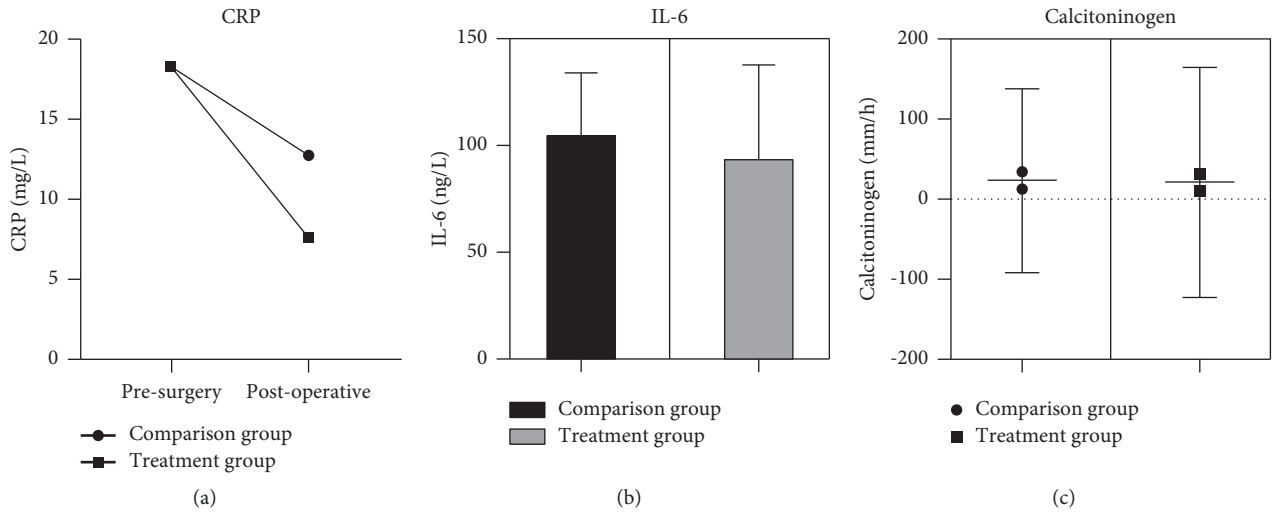 CRP
20
15
10
5
0
CRP (mg/L)
Pre-surgery Post-operative
Comparison group
Treatment group
(a)
IL-6
150
100
50
0
IL-6 (ng/L)
Comparison group
Treatment group
(b)
Calcitoninogen
200
100
0
-100
-200
Calcitoninogen (mm/h)
Comparison group
Treatment group
(c)